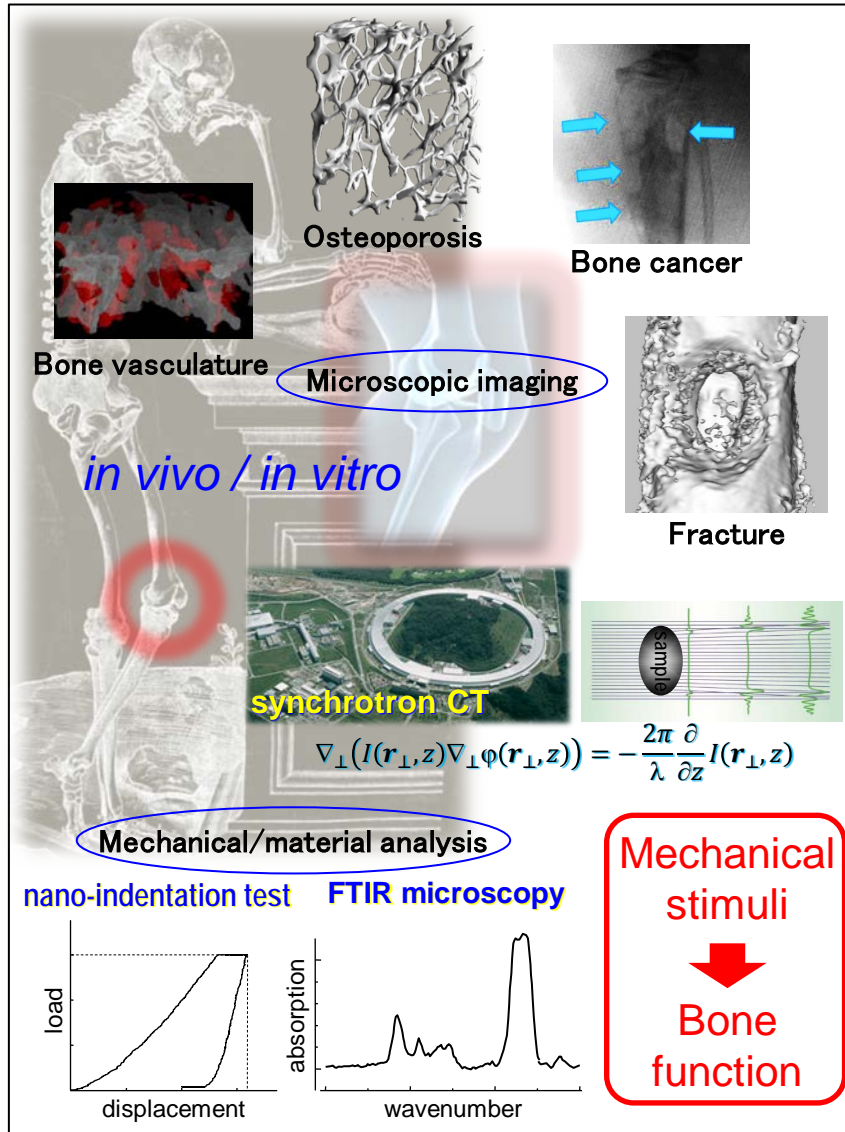 Osteoporosis
Bone cancer
Bone vasculature
Microscopic imaging
in vivo / in vitro
Fracture
sample
synchrotron CT
∇⊥(I(r⊥,z)∇⊥φ(r⊥,z)) = −2π/λ ∂/∂z I(r⊥,z)
Mechanical/material analysis
nano-indentation test
FTIR microscopy
load
displacement
absorption
wavenumber
Mechanical
stimuli
Bone
function